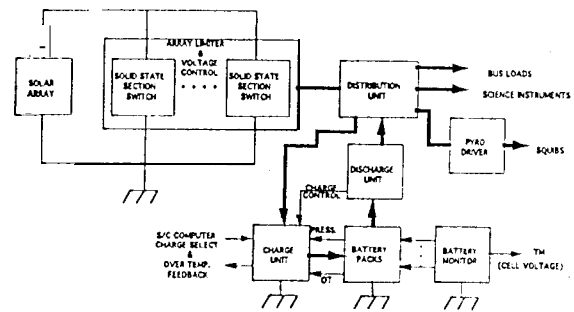 ARRAY LIMITER
&
VOLTAGE
CONTROL
SOLAR
ARRAY
SOLID STATE
SECTION
SWITCH
SOLID STATE
SECTION
SWITCH
DISTRIBUTION
UNIT
BUS LOADS
SCIENCE INSTRUMENTS
PYRO
DRIVER
SQUIBS
DISCHARGE
UNIT
CHARGE
CONTROL
S/C COMPUTER
CHARGE SELECT
&
OVER TEMP.
FEEDBACK
CHARGE
UNIT
PRESS.
OT
BATTERY
PACKS
BATTERY
MONITOR
TM
(CELL VOLTAGE)